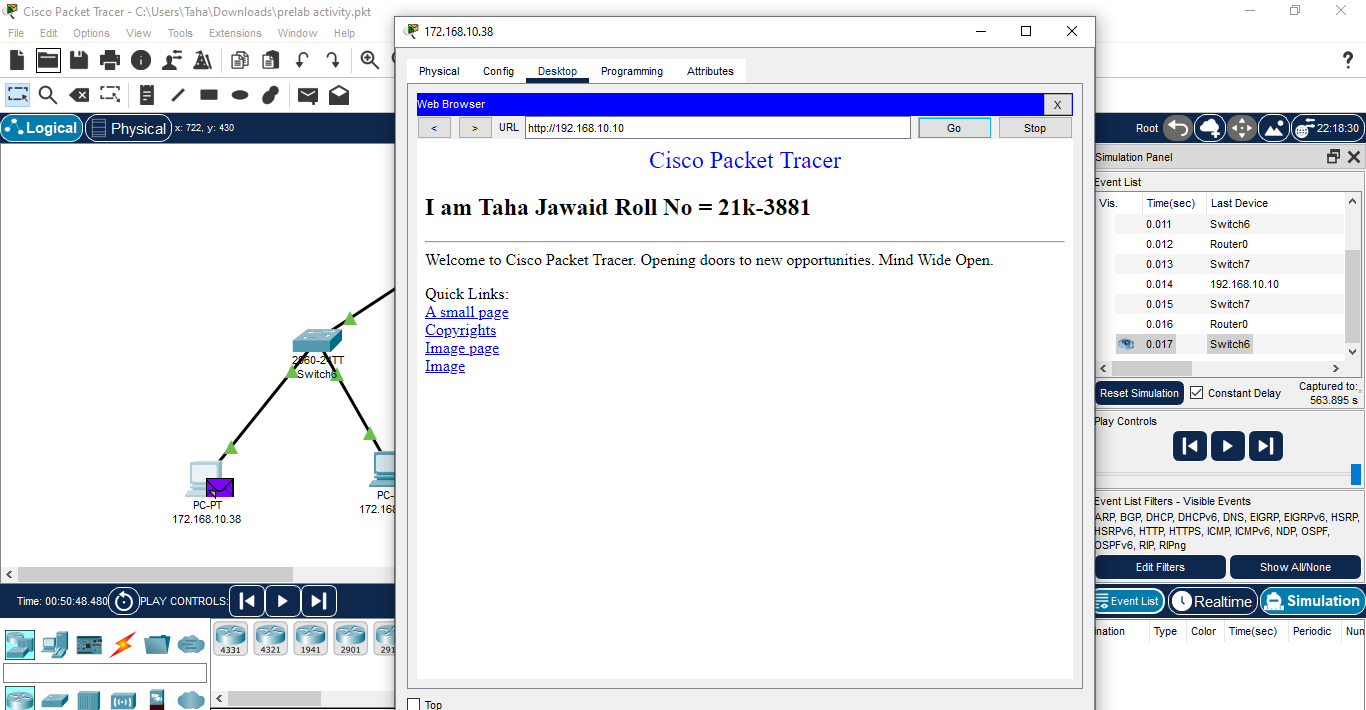 Cisco Packet Tracer - C:\Users\Taha\Downloads\prelab activity.pkt
File Edit Options View Tools Extensions Window Help
Logical Physical x: 722, y: 430
2960-24TT
Switch6
PC-PT
172.168.10.38
PC-
172.168
Time: 00:50:48.480 PLAY CONTROLS:
4331 4321 1941 2901 291
172.168.10.38
Physical Config Desktop Programming Attributes
Web Browser X
< > URL http://192.168.10.10 Go Stop
Cisco Packet Tracer
I am Taha Jawaid Roll No = 21k-3881
Welcome to Cisco Packet Tracer. Opening doors to new opportunities. Mind Wide Open.
Quick Links:
A small page
Copyrights
Image page
Image
Top
Root 22:18:30
Simulation Panel
Event List
Vis. Time(sec) Last Device
0.011 Switch6
0.012 Router0
0.013 Switch7
0.014 192.168.10.10
0.015 Switch7
0.016 Router0
0.017 Switch6
Reset Simulation Constant Delay Captured to:
563.895 s
Play Controls
Event List Filters - Visible Events
ARP, BGP, DHCP, DHCPv6, DNS, EIGRP, EIGRPv6, HSRP,
HSRPv6, HTTP, HTTPS, ICMP, ICMPv6, NDP, OSPF,
OSPFv6, RIP, RIPng
Edit Filters Show All/None
Event List Realtime Simulation
nation Type Color Time(sec) Periodic Num